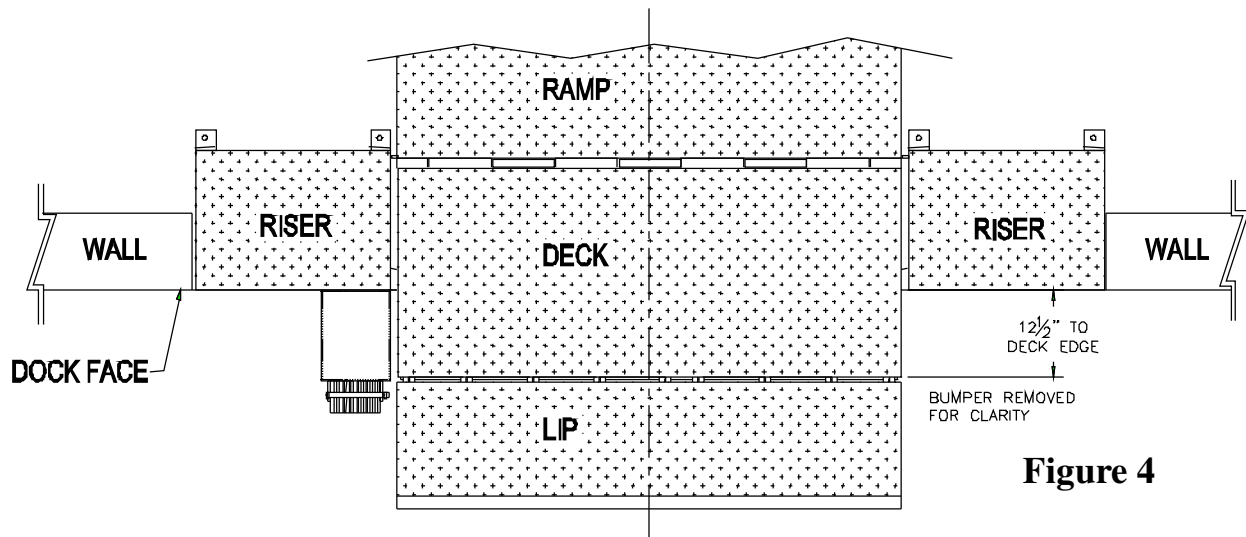 RAMP
RISER
RISER
WALL
DECK
WALL
12½" TO
DECK EDGE
DOCK FACE
BUMPER REMOVED
FOR CLARITY
LIP
Figure 4